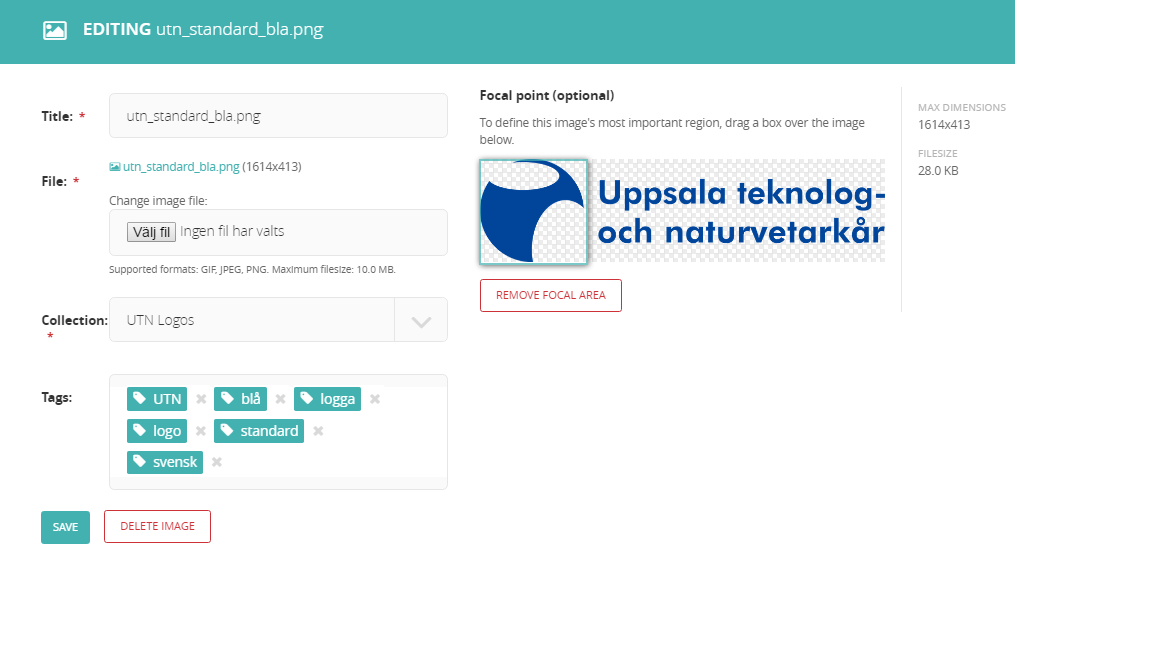 EDITING utn_standard_bla.png
Title: *
utn_standard_bla.png
File: *
utn_standard_bla.png (1614x413)
Change image file:
Välj fil Ingen fil har valts
Supported formats: GIF, JPEG, PNG. Maximum filesize: 10.0 MB.
Collection:
*
UTN Logos
Tags:
UTN blå logga
logo standard
svensk
SAVE DELETE IMAGE
Focal point (optional)
To define this image's most important region, drag a box over the image
below.
Uppsala teknolog-
och naturvetarkår
REMOVE FOCAL AREA
MAX DIMENSIONS
1614x413
FILESIZE
28.0 KB